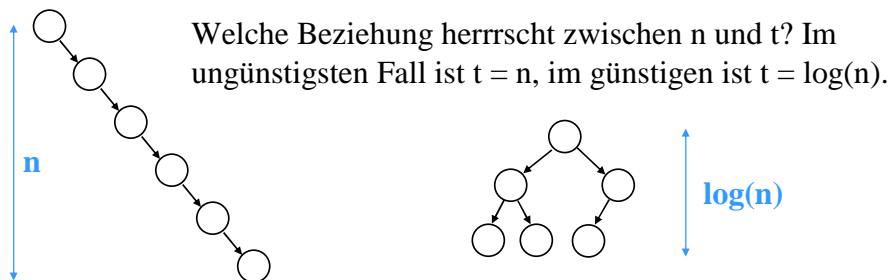 Welche Beziehung herrrscht zwischen n und t? Im
ungünstigsten Fall ist t = n, im günstigen ist t = log(n).
n
log(n)